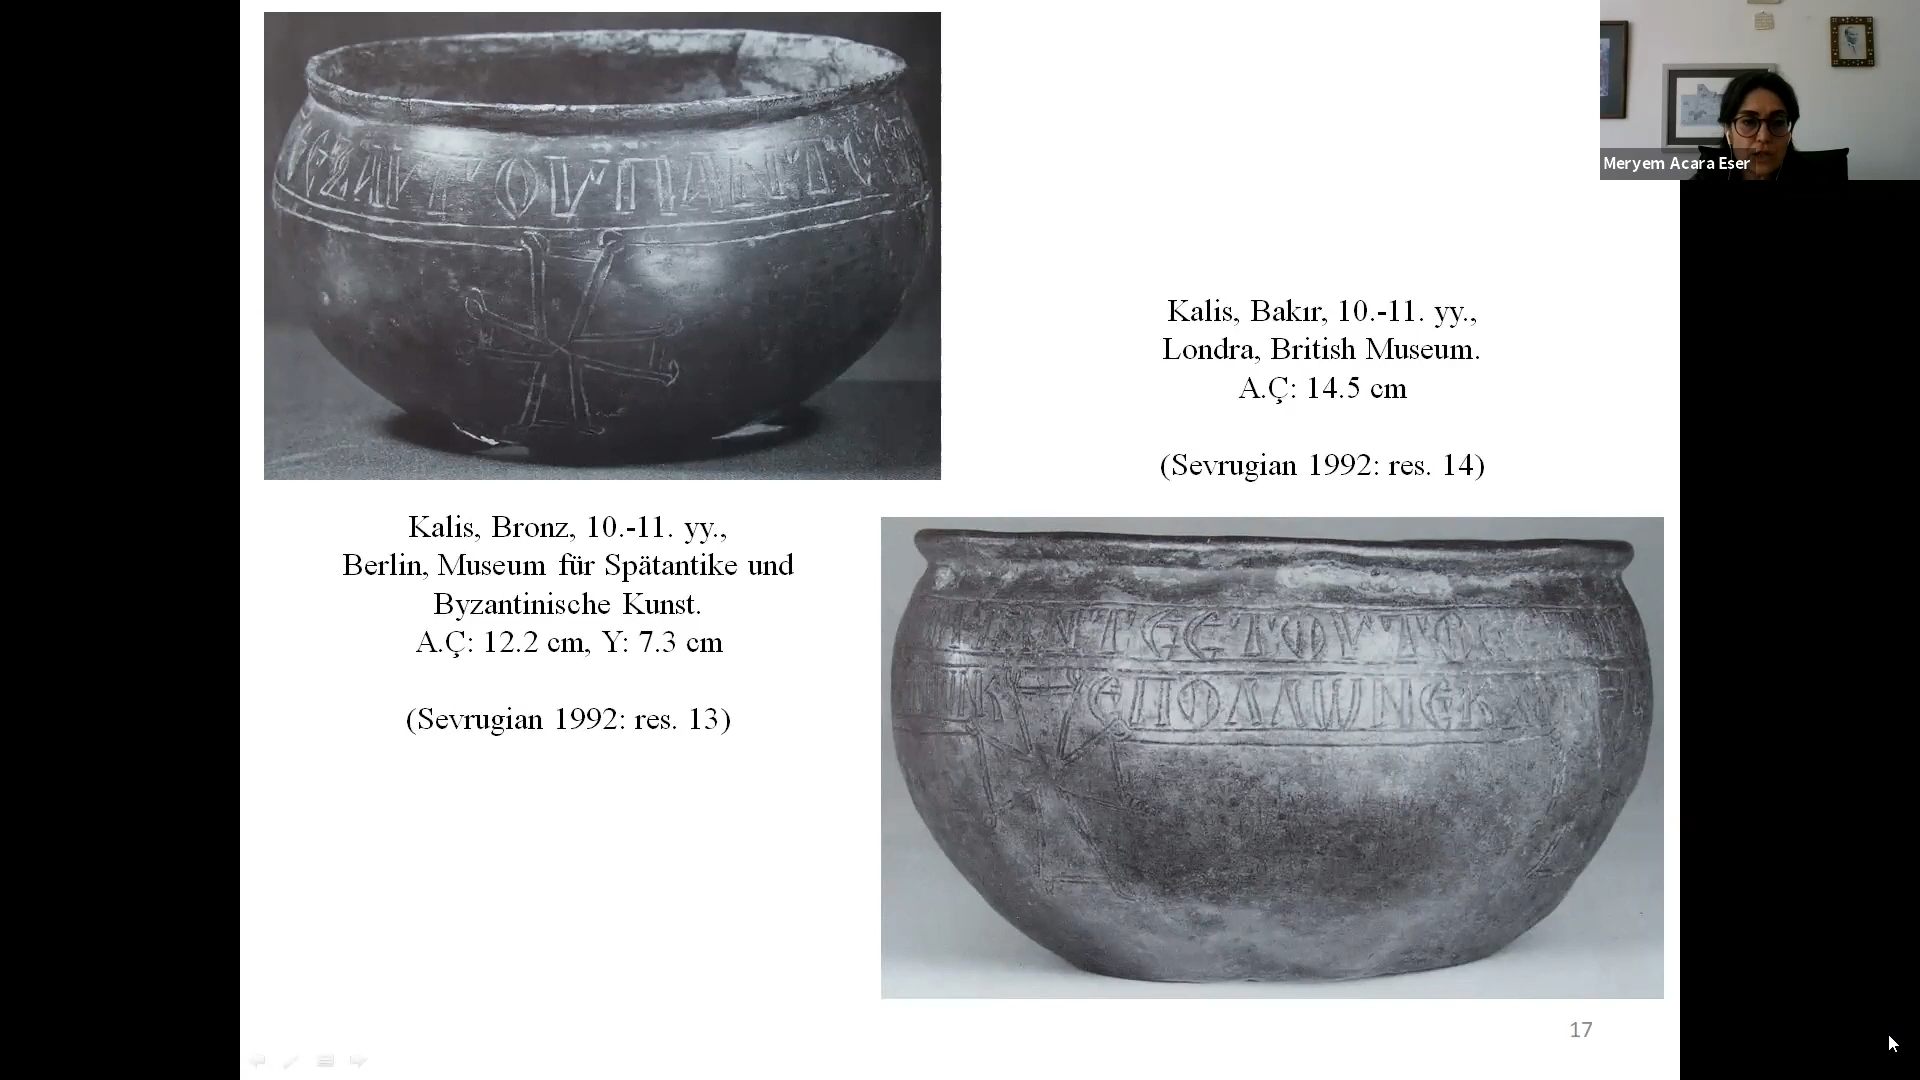 Meryem Acara Eser
Kalis, Bakır, 10.-11. yy.,
Londra, British Museum.
A.Ç: 14.5 cm
(Sevrugian 1992: res. 14)
Kalis, Bronz, 10.-11. yy.,
Berlin, Museum für Spätantike und
Byzantinische Kunst.
A.Ç: 12.2 cm, Y: 7.3 cm
(Sevrugian 1992: res. 13)
17